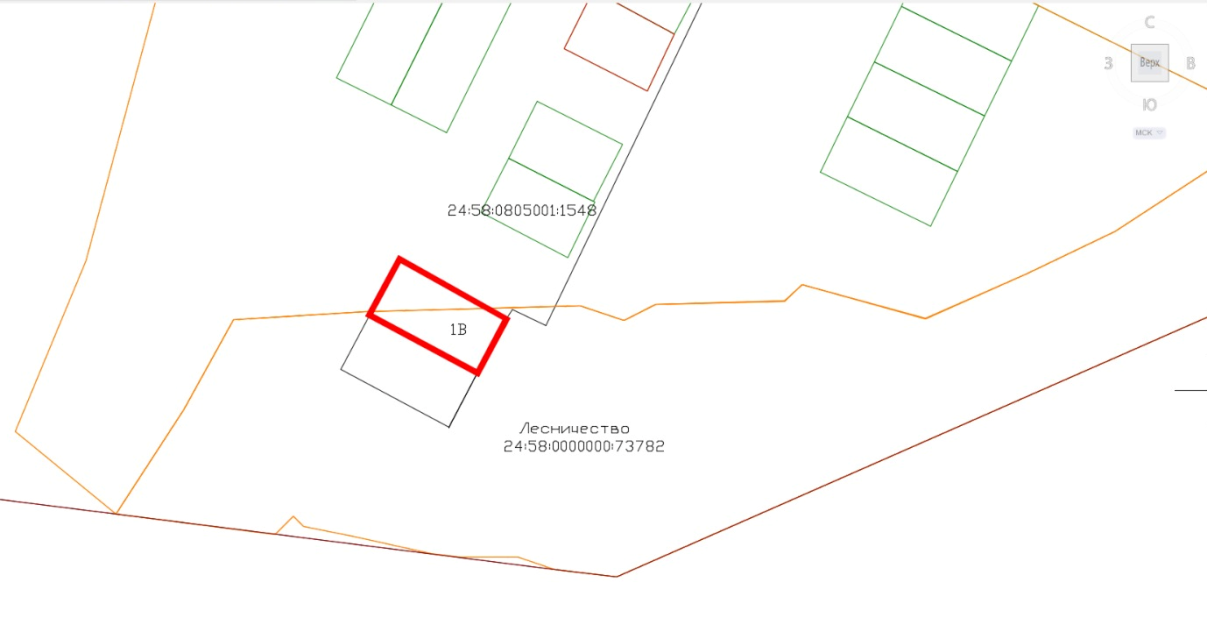 С
З
Верх
В
Ю
МСК
24:58:0805001:1548
1В
Лесничество
24:58:0000000:73782